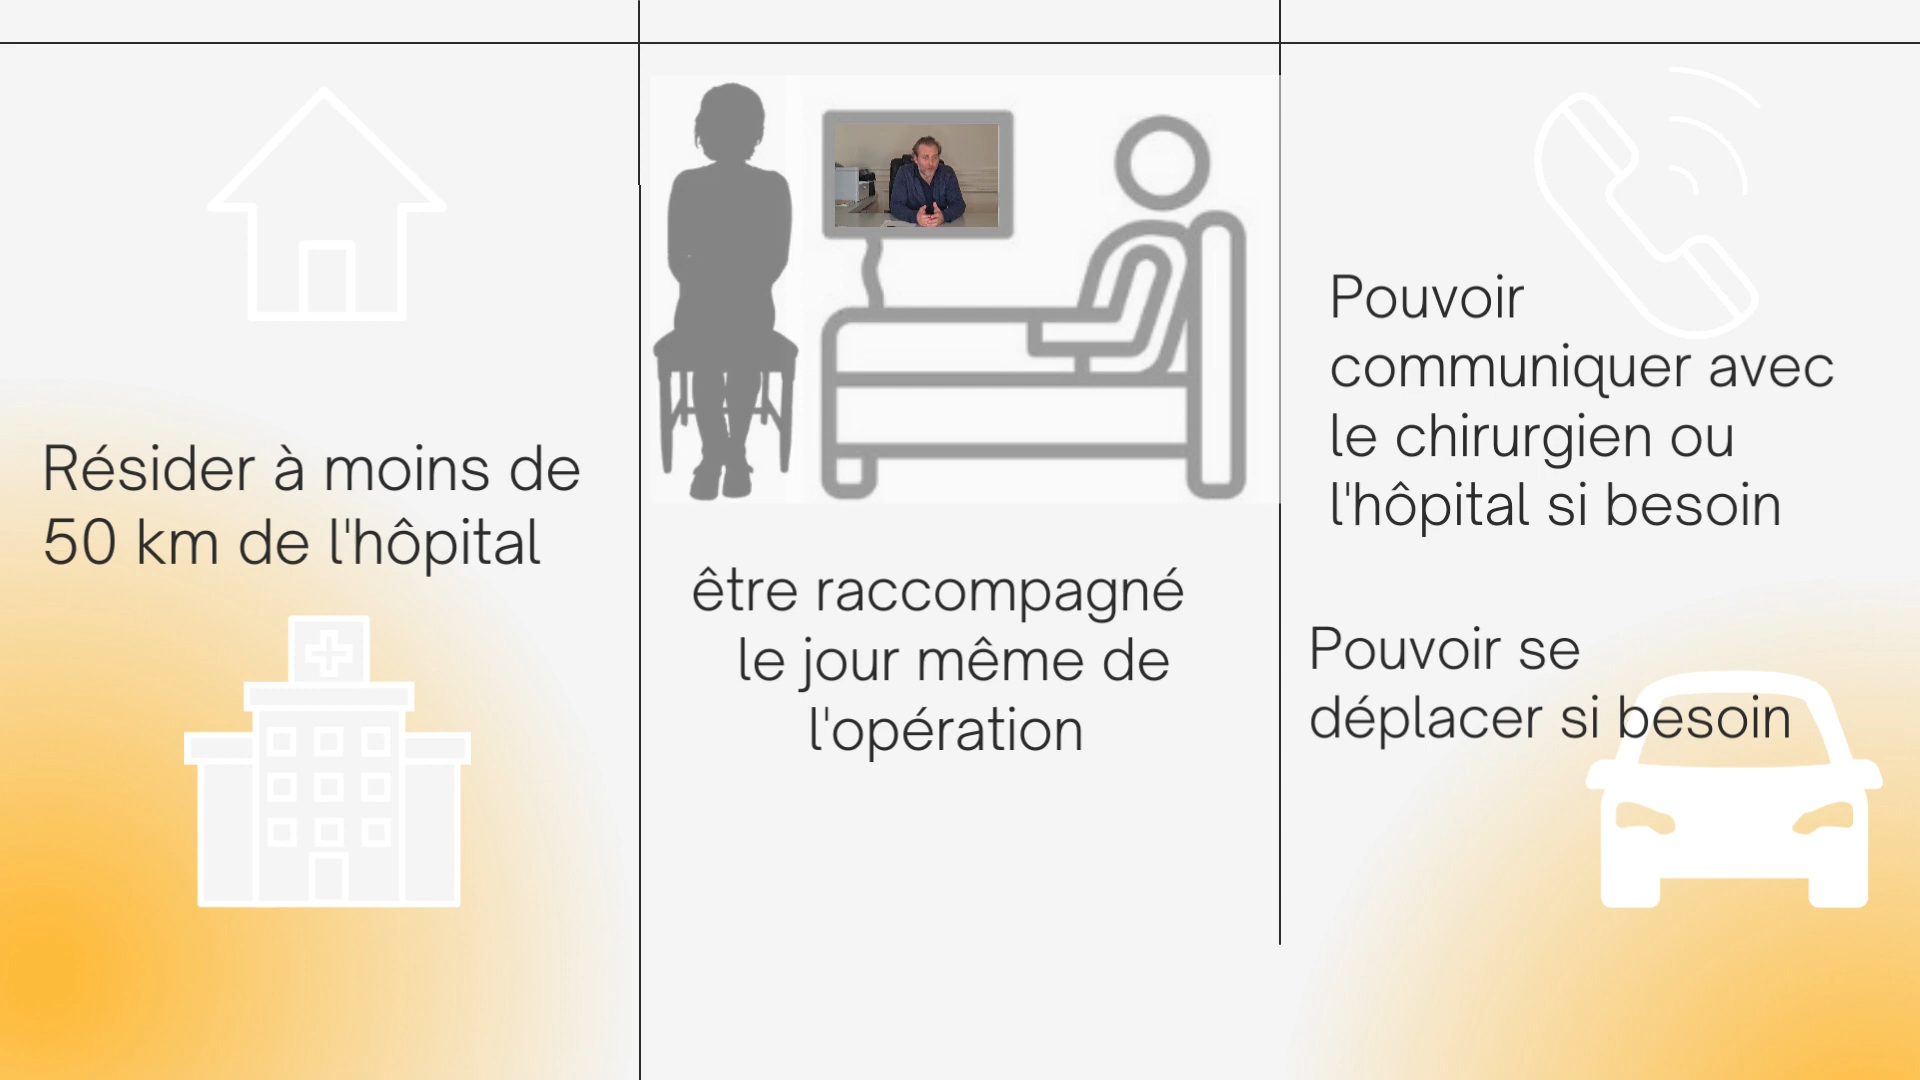 Résider à moins de
50 km de l'hôpital
être raccompagné
le jour même de
l'opération
Pouvoir
communiquer avec
le chirurgien ou
l'hôpital si besoin
Pouvoir se
déplacer si besoin